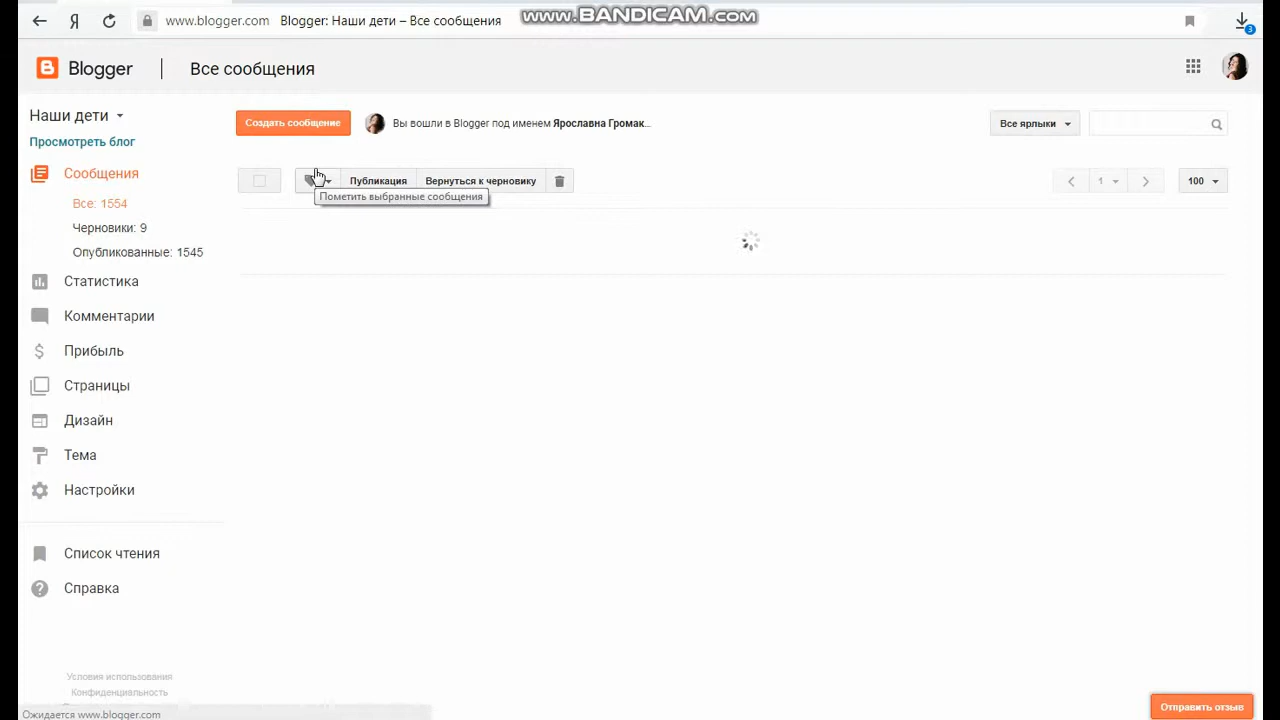 Я
www.blogger.com Blogger: Наши дети – Все сообщения
www.BANDICAM.com
3
Blogger
Все сообщения
Наши дети
Просмотреть блог
Создать сообщение
Вы вошли в Blogger под именем Ярославна Громак...
Все ярлыки
Сообщения
Все: 1554
Черновики: 9
Опубликованные: 1545
Статистика
Комментарии
Прибыль
Страницы
Дизайн
Тема
Настройки
Список чтения
Справка
Публикация
Вернуться к черновику
1
100
Пометить выбранные сообщения
Условия использования
Конфиденциальность
Ожидается www.blogger.com
Отправить отзыв